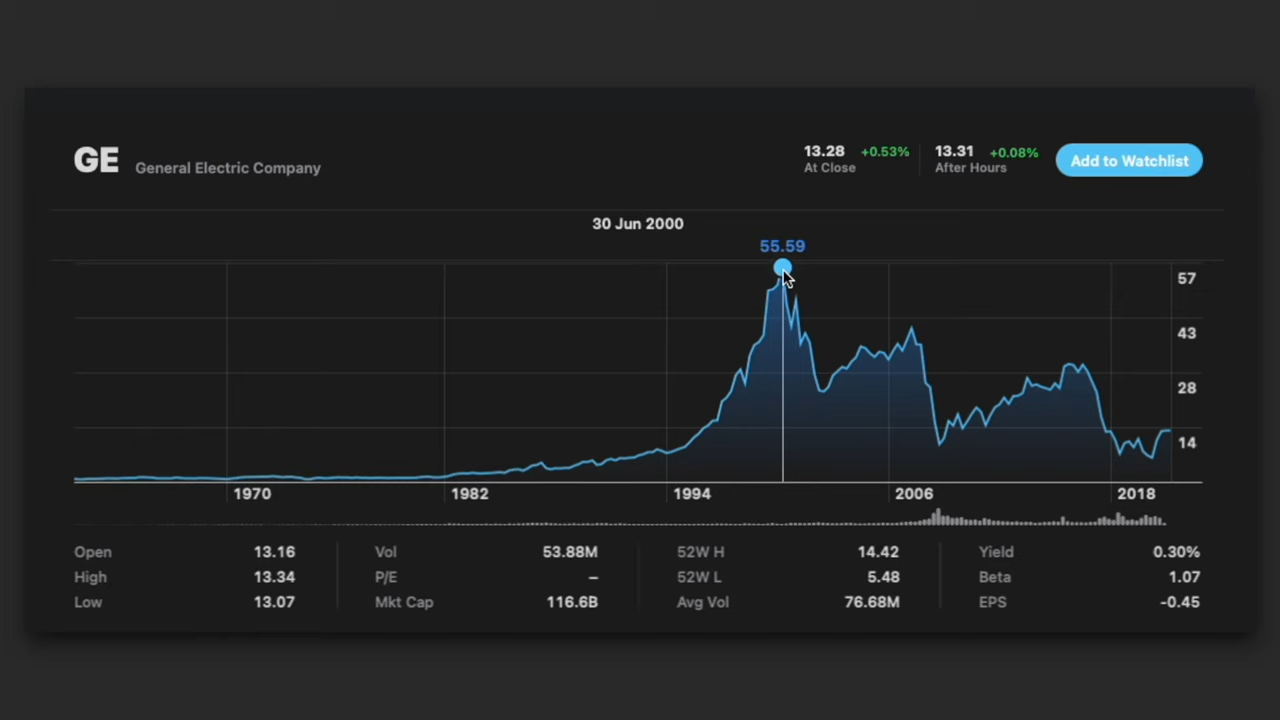 GE General Electric Company
13.28 +0.53% 13.31 +0.08% Add to Watchlist
At Close After Hours
30 Jun 2000
55.59
57
43
28
14
1970 1982 1994 2006 2018
Open 13.16 Vol 53.88M 52W H 14.42 Yield 0.30%
High 13.34 P/E – 52W L 5.48 Beta 1.07
Low 13.07 Mkt Cap 116.6B Avg Vol 76.68M EPS -0.45